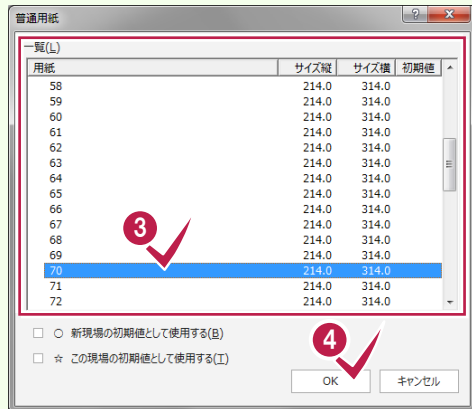 普通用紙
一覧(L)
用紙 サイズ縦 サイズ横 初期値
58 214.0 314.0
59 214.0 314.0
60 214.0 314.0
61 214.0 314.0
62 214.0 314.0
63 214.0 314.0
64 214.0 314.0
65 214.0 314.0
66 214.0 314.0
67 214.0 314.0
68 214.0 314.0
69 214.0 314.0
70 214.0 314.0
71 214.0 314.0
72 214.0 314.0
3
○ 新現場の初期値として使用する(B)
☆ この現場の初期値として使用する(T)
4
OK キャンセル